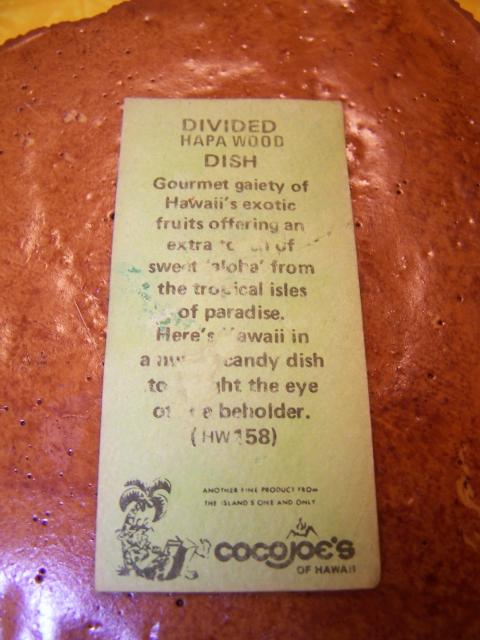 DIVIDED
HAPA WOOD
DISH
Gourmet gaiety of
Hawaii's exotic
fruits offering an
extra of
sweet 'aloha' from
the tropical isles
of paradise.
Here's Hawaii in
a candy dish
the eye
beholder.
(HW158)
ANOTHER FINE PRODUCT FROM
THE ISLAND'S ONE AND ONLY
COCOJOE'S
OF HAWAII